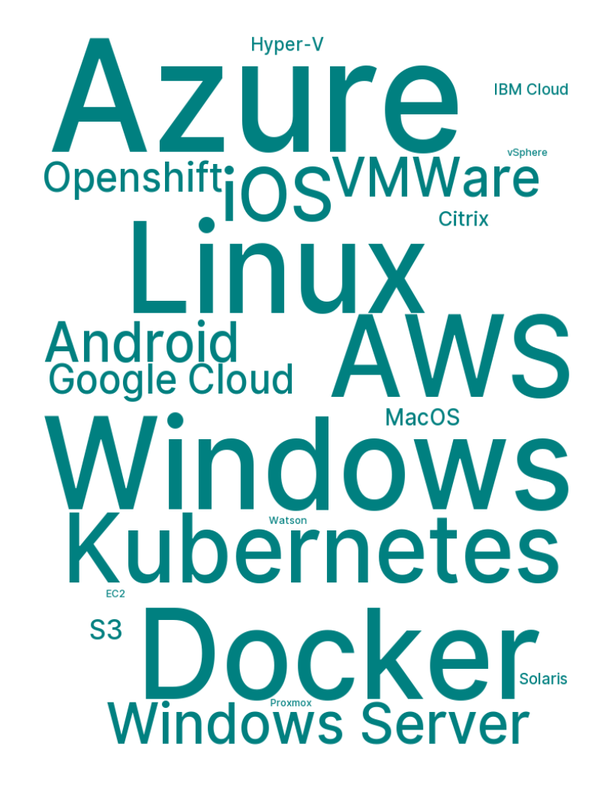 Hyper-V
Azure
IBM Cloud
vSphere
Openshift
iOS
VMWare
Citrix
Linux
Android
AWS
Google Cloud
MacOS
Windows
Watson
Kubernetes
EC2
S3
Docker
Solaris
Proxmox
Windows Server